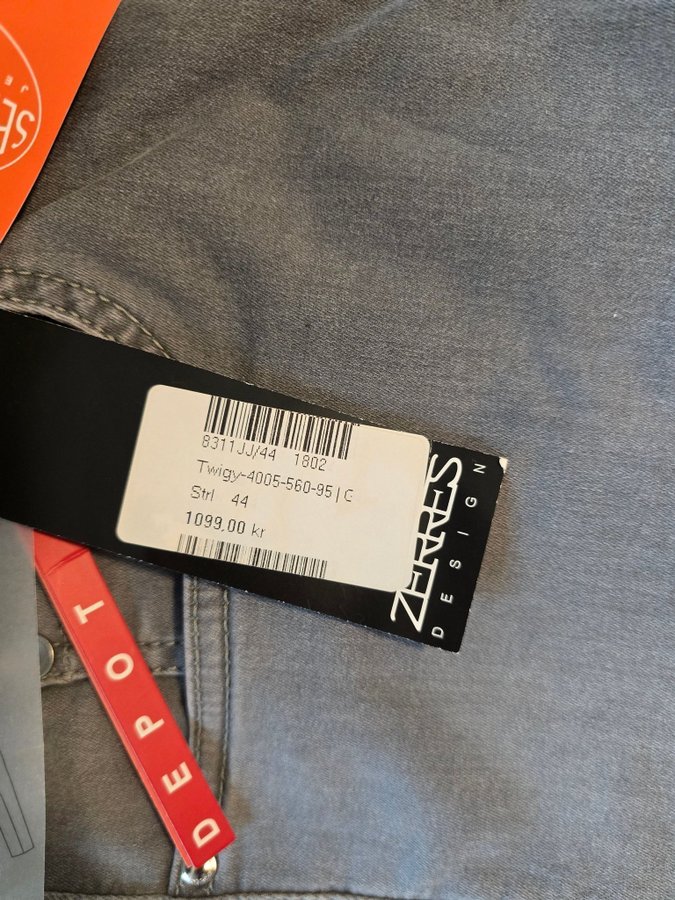 8311JJ/44 1802
Twigy-4005-560-95|C
Strl 44
1099,00 kr
ZERRES
DESIGN
DEPOT